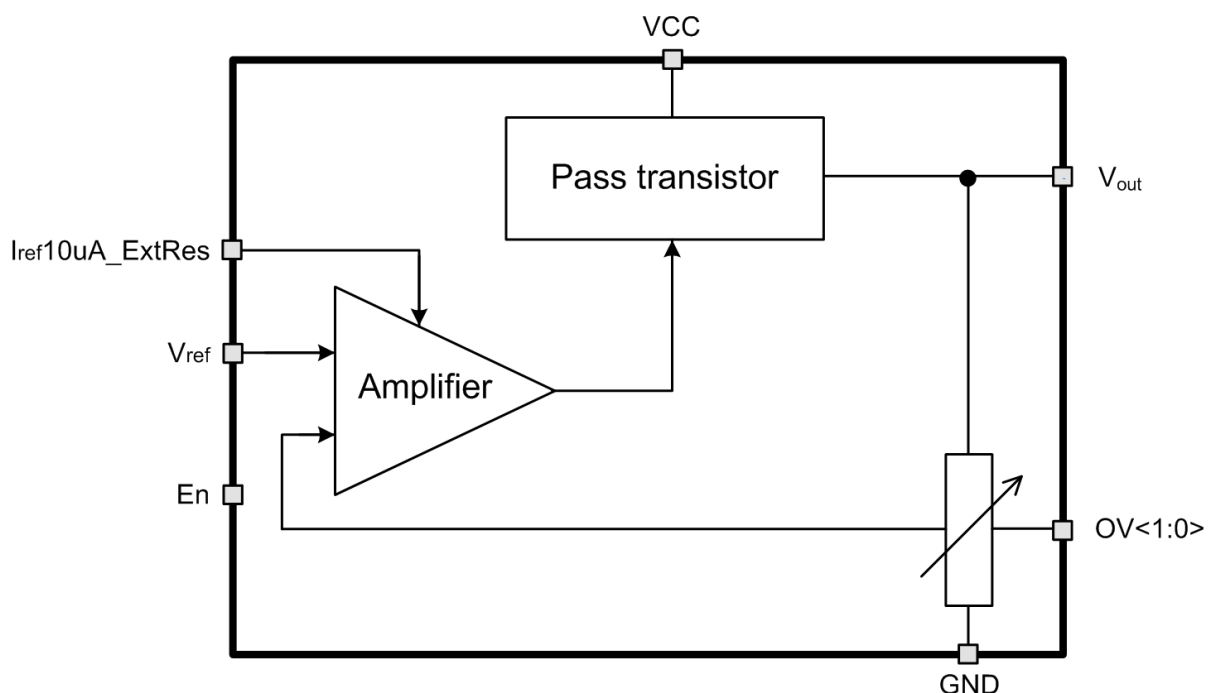 VCC
Pass transistor
Vout
Iref10uA_ExtRes
Vref
Amplifier
En
OV<1:0>
GND